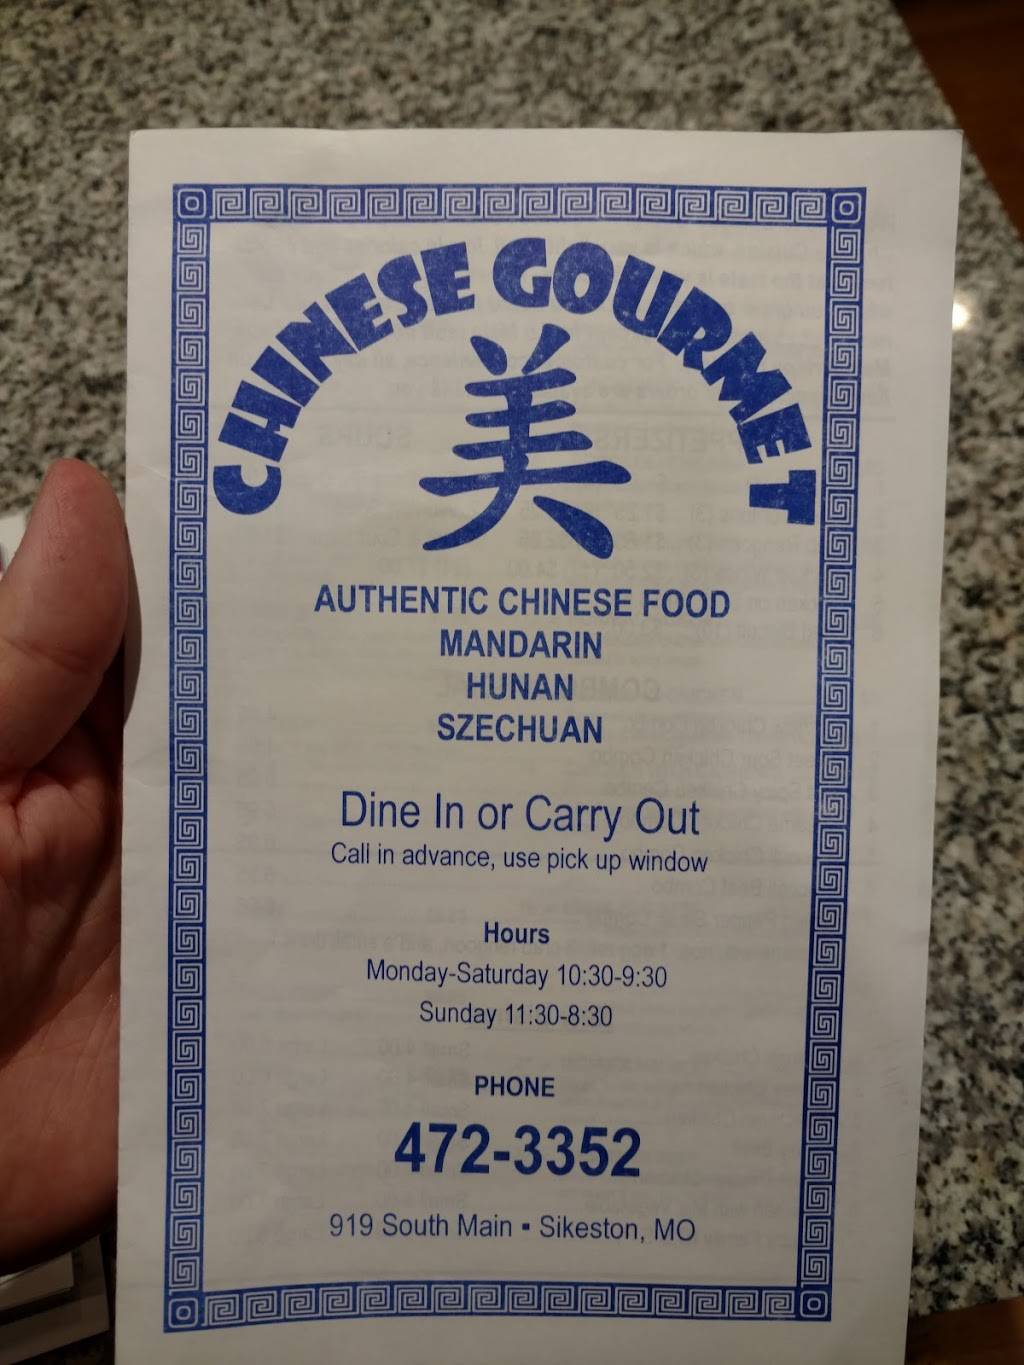 CHINESE GOURMET
美
AUTHENTIC CHINESE FOOD
MANDARIN
HUNAN
SZECHUAN
Dine In or Carry Out
Call in advance, use pick up window
Hours
Monday-Saturday 10:30-9:30
Sunday 11:30-8:30
PHONE
472-3352
919 South Main ▪ Sikeston, MO